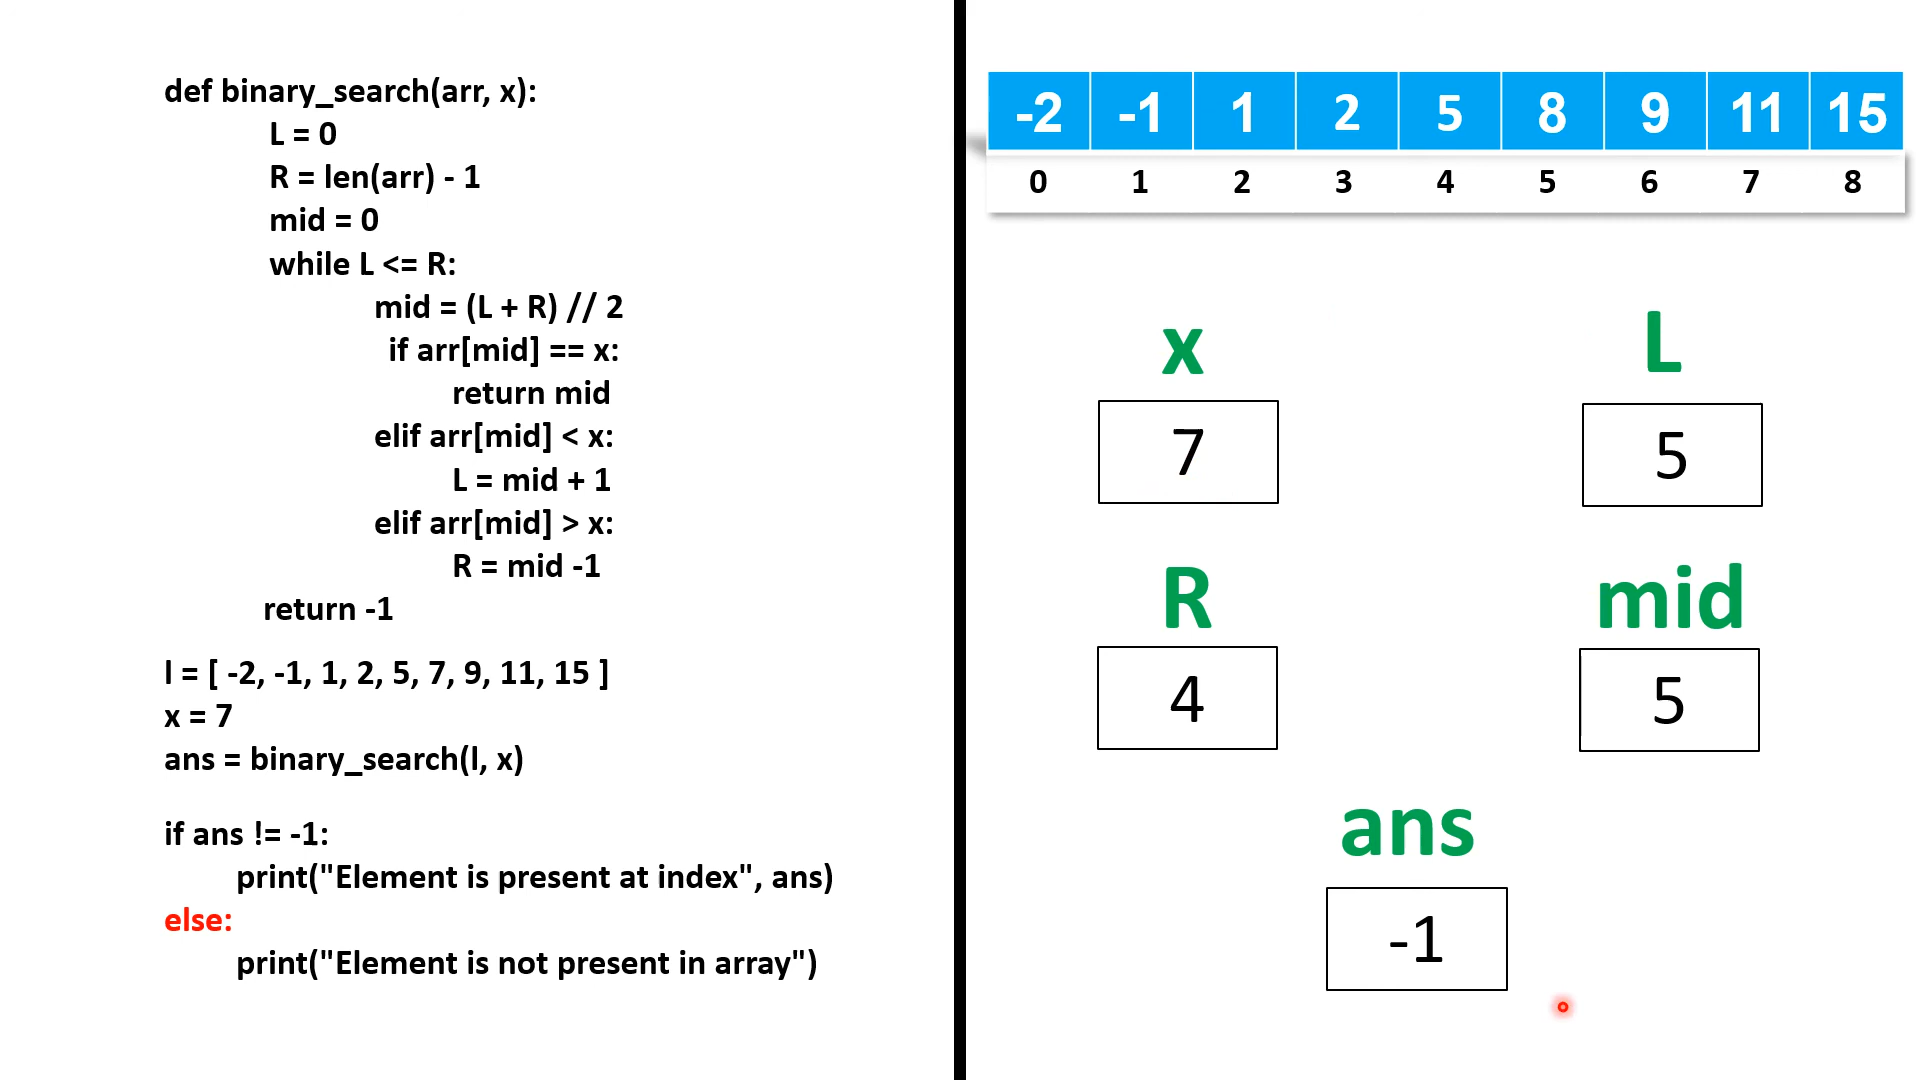 def binary_search(arr, x):
L = 0
R = len(arr) - 1
mid = 0
while L <= R:
mid = (L + R) // 2
if arr[mid] == x:
return mid
elif arr[mid] < x:
L = mid + 1
elif arr[mid] > x:
R = mid -1
return -1
l = [ -2, -1, 1, 2, 5, 7, 9, 11, 15 ]
x = 7
ans = binary_search(l, x)
if ans != -1:
print("Element is present at index", ans)
else:
print("Element is not present in array")
-2 -1 1 2 5 8 9 11 15
0 1 2 3 4 5 6 7 8
x L
7 5
R mid
4 5
ans
-1